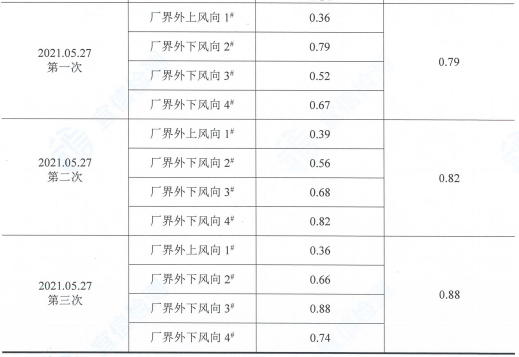 厂界外上风向 1# 0.36
厂界外下风向 2# 0.79
2021.05.27
第一次
0.79
厂界外下风向 3# 0.52
厂界外下风向 4# 0.67
厂界外上风向 1# 0.39
厂界外下风向 2# 0.56
2021.05.27
第二次
0.82
厂界外下风向 3# 0.68
厂界外下风向 4# 0.82
厂界外上风向 1# 0.36
厂界外下风向 2# 0.66
2021.05.27
第三次
0.88
厂界外下风向 3# 0.88
厂界外下风向 4# 0.74